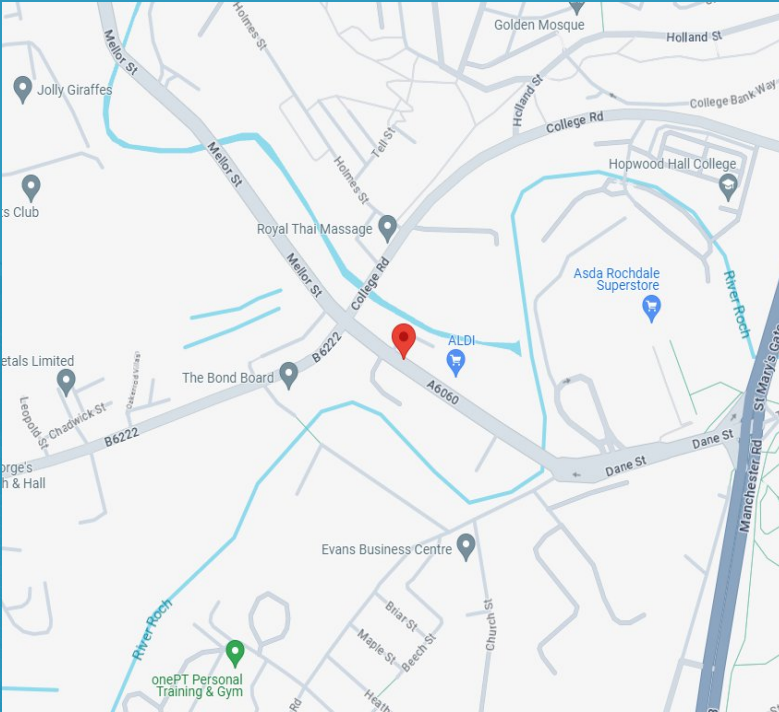 Golden Mosque
Holland St
Holmes St
Mellor St
Jolly Giraffes
Holland St
College Bank Way
College Rd
Tell St
Mellor St
Holmes St
Hopwood Hall College
ts Club
Royal Thai Massage
Mellor St
College Rd
Asda Rochdale
Superstore
River Roch
St Mary's Gate
B6222
ALDI
etals Limited
The Bond Board
A6060
Oakenrod Villas
Leopold St
Chadwick St
B6222
Dane St
Dane St
Manchester Rd
orge's
h & Hall
Evans Business Centre
River Roch
Briar St
Maple St
Beech St
Church St
onePT Personal
Training & Gym
Rd
Heath